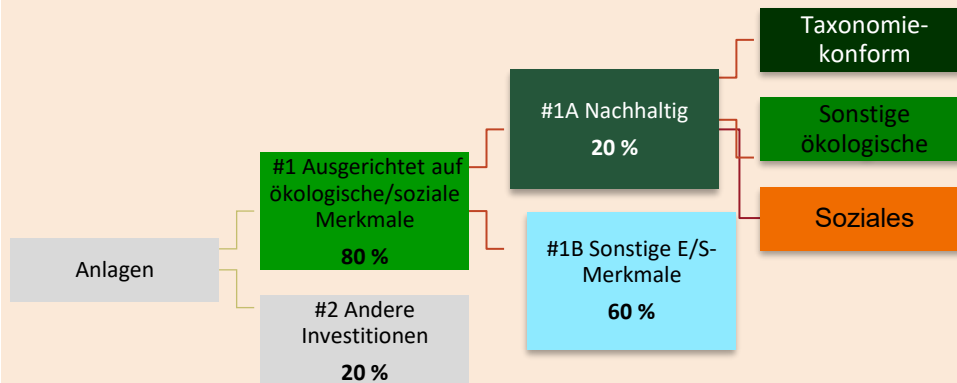 Anlagen
#1 Ausgerichtet auf
ökologische/soziale
Merkmale
80 %
#2 Andere
Investitionen
20 %
#1A Nachhaltig
20 %
#1B Sonstige E/S-
Merkmale
60 %
Taxonomie-
konform
Sonstige
ökologische
Soziales